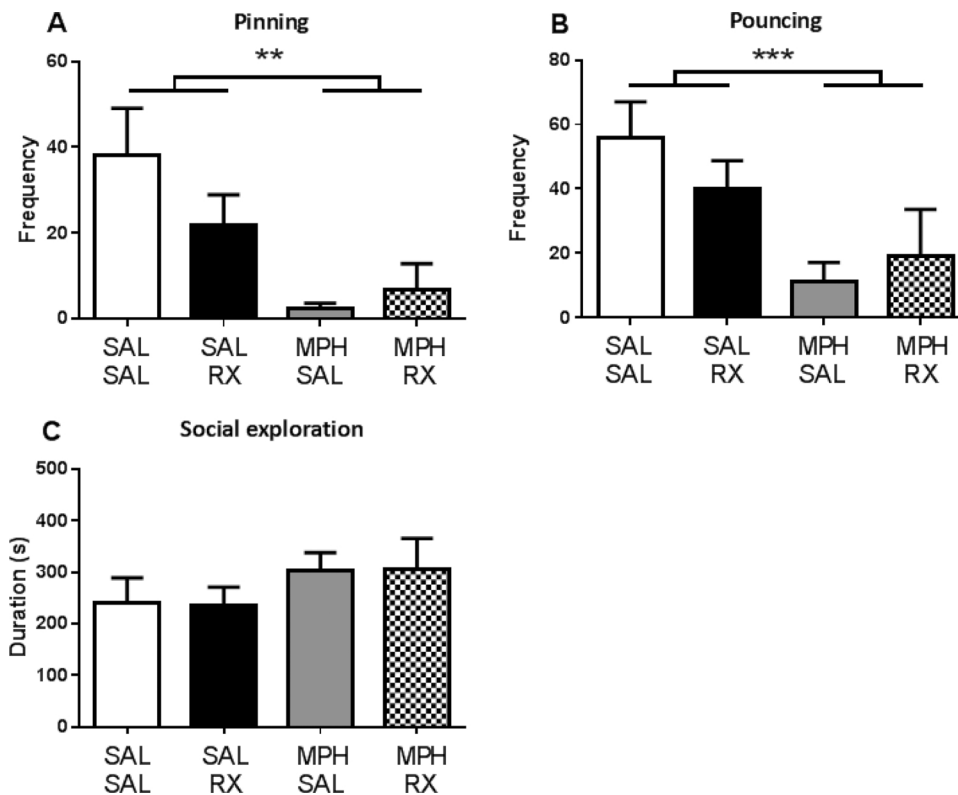 A Pinning
**
60
40
20
0
Frequency
SAL SAL MPH MPH
SAL RX SAL RX
B Pouncing
***
80
60
40
20
0
Frequency
SAL SAL MPH MPH
SAL RX SAL RX
C Social exploration
500
400
300
200
100
0
Duration (s)
SAL SAL MPH MPH
SAL RX SAL RX